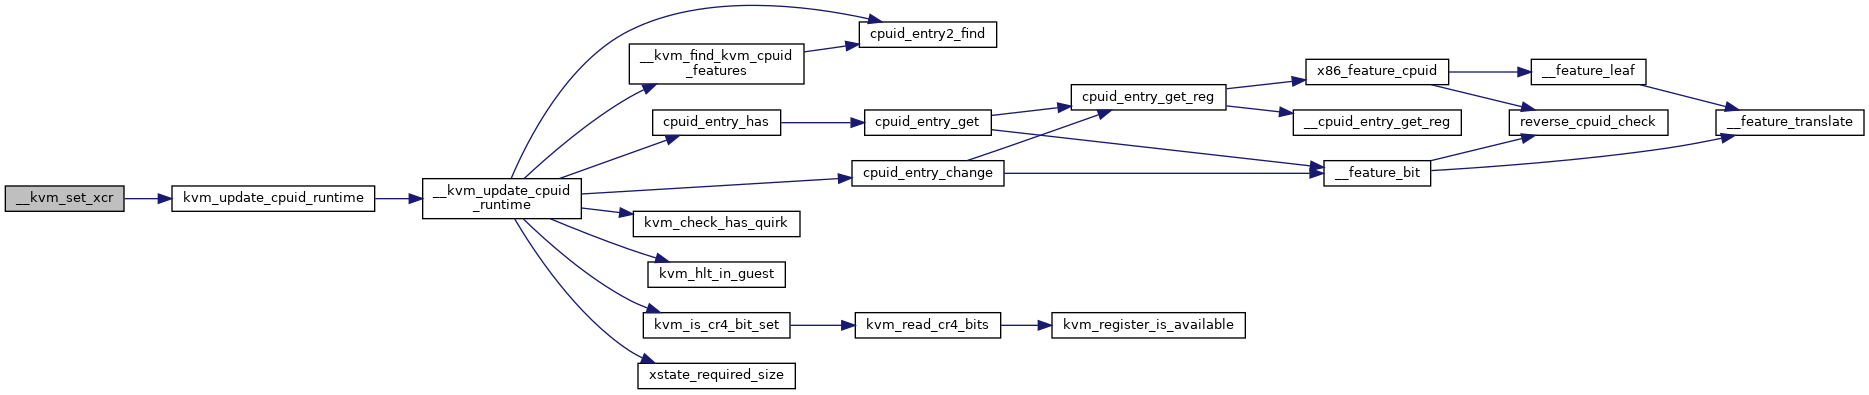 __kvm_set_xcr
kvm_update_cpuid_runtime
__kvm_update_cpuid
_runtime
cpuid_entry2_find
__kvm_find_kvm_cpuid
_features
cpuid_entry_has
cpuid_entry_get
cpuid_entry_change
cpuid_entry_get_reg
x86_feature_cpuid
__cpuid_entry_get_reg
__feature_bit
__feature_leaf
reverse_cpuid_check
__feature_translate
kvm_check_has_quirk
kvm_hlt_in_guest
kvm_is_cr4_bit_set
kvm_read_cr4_bits
kvm_register_is_available
xstate_required_size